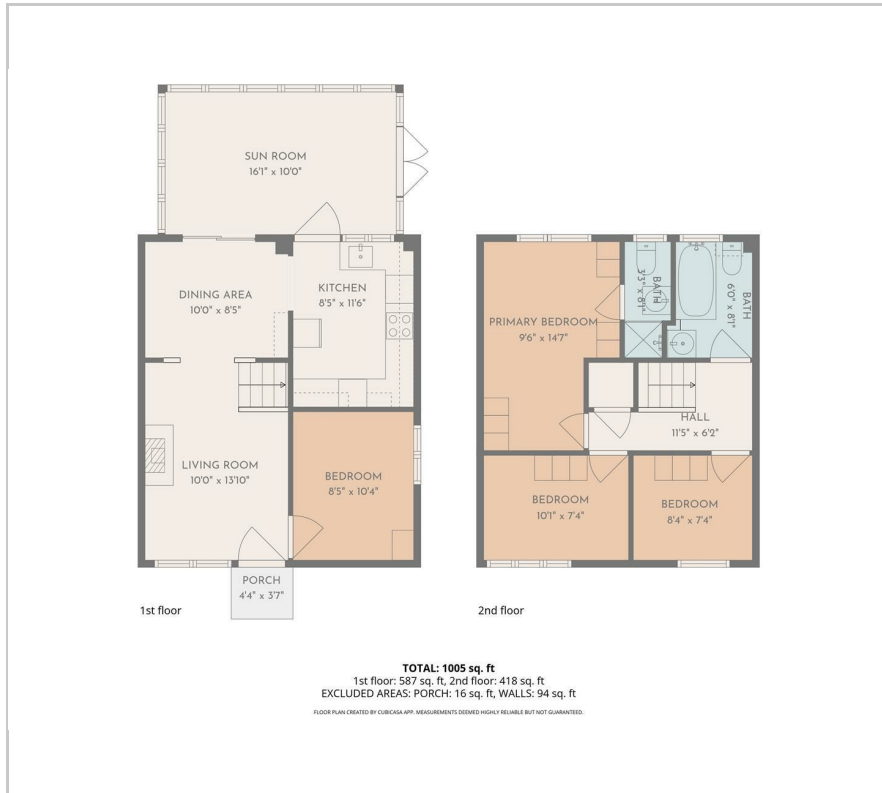 SUN ROOM
16'1" x 10'0"
DINING AREA
10'0" x 8'5"
KITCHEN
8'5" x 11'6"
LIVING ROOM
10'0" x 13'10"
BEDROOM
8'5" x 10'4"
PORCH
4'4" x 3'7"
1st floor
PRIMARY BEDROOM
9'6" x 14'7"
BATH
BATH
6'0" x 8'1"
HALL
11'5" x 6'2"
BEDROOM
10'1" x 7'4"
BEDROOM
8'4" x 7'4"
2nd floor
TOTAL: 1005 sq. ft
1st floor: 587 sq. ft, 2nd floor: 418 sq. ft
EXCLUDED AREAS: PORCH: 16 sq. ft, WALLS: 94 sq. ft
FLOOR PLAN CREATED BY CUBICASA APP. MEASUREMENTS DEEMED HIGHLY RELIABLE BUT NOT GUARANTEED.